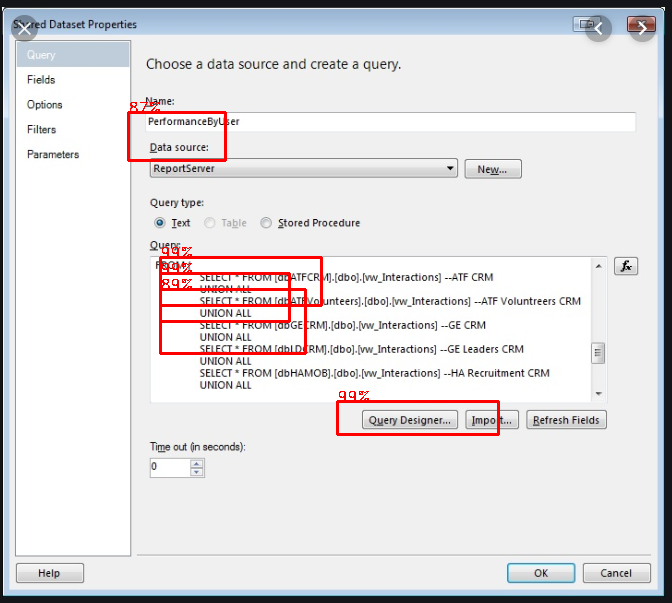 Shared Dataset Properties
Query
Fields
Options
Filters
Parameters
Choose a data source and create a query.
Name:
87%
PerformanceByUser
Data source:
ReportServer
New...
Query type:
Text
Table
Stored Procedure
Query:
99%
FROM
SELECT * FROM [dbATFCRM].[dbo].[vw_Interactions] --ATF CRM
UNION ALL
89%
SELECT * FROM [dbATFVolunteers].[dbo].[vw_Interactions] --ATF Voluntreers CRM
UNION ALL
SELECT * FROM [dbGECRM].[dbo].[vw_Interactions] --GE CRM
UNION ALL
SELECT * FROM [dbLDCRM].[dbo].[vw_Interactions] --GE Leaders CRM
UNION ALL
SELECT * FROM [dbHAMOB].[dbo].[vw_Interactions] --HA Recruitment CRM
UNION ALL
fx
99%
Query Designer...
Import...
Refresh Fields
Time out (in seconds):
0
Help
OK
Cancel